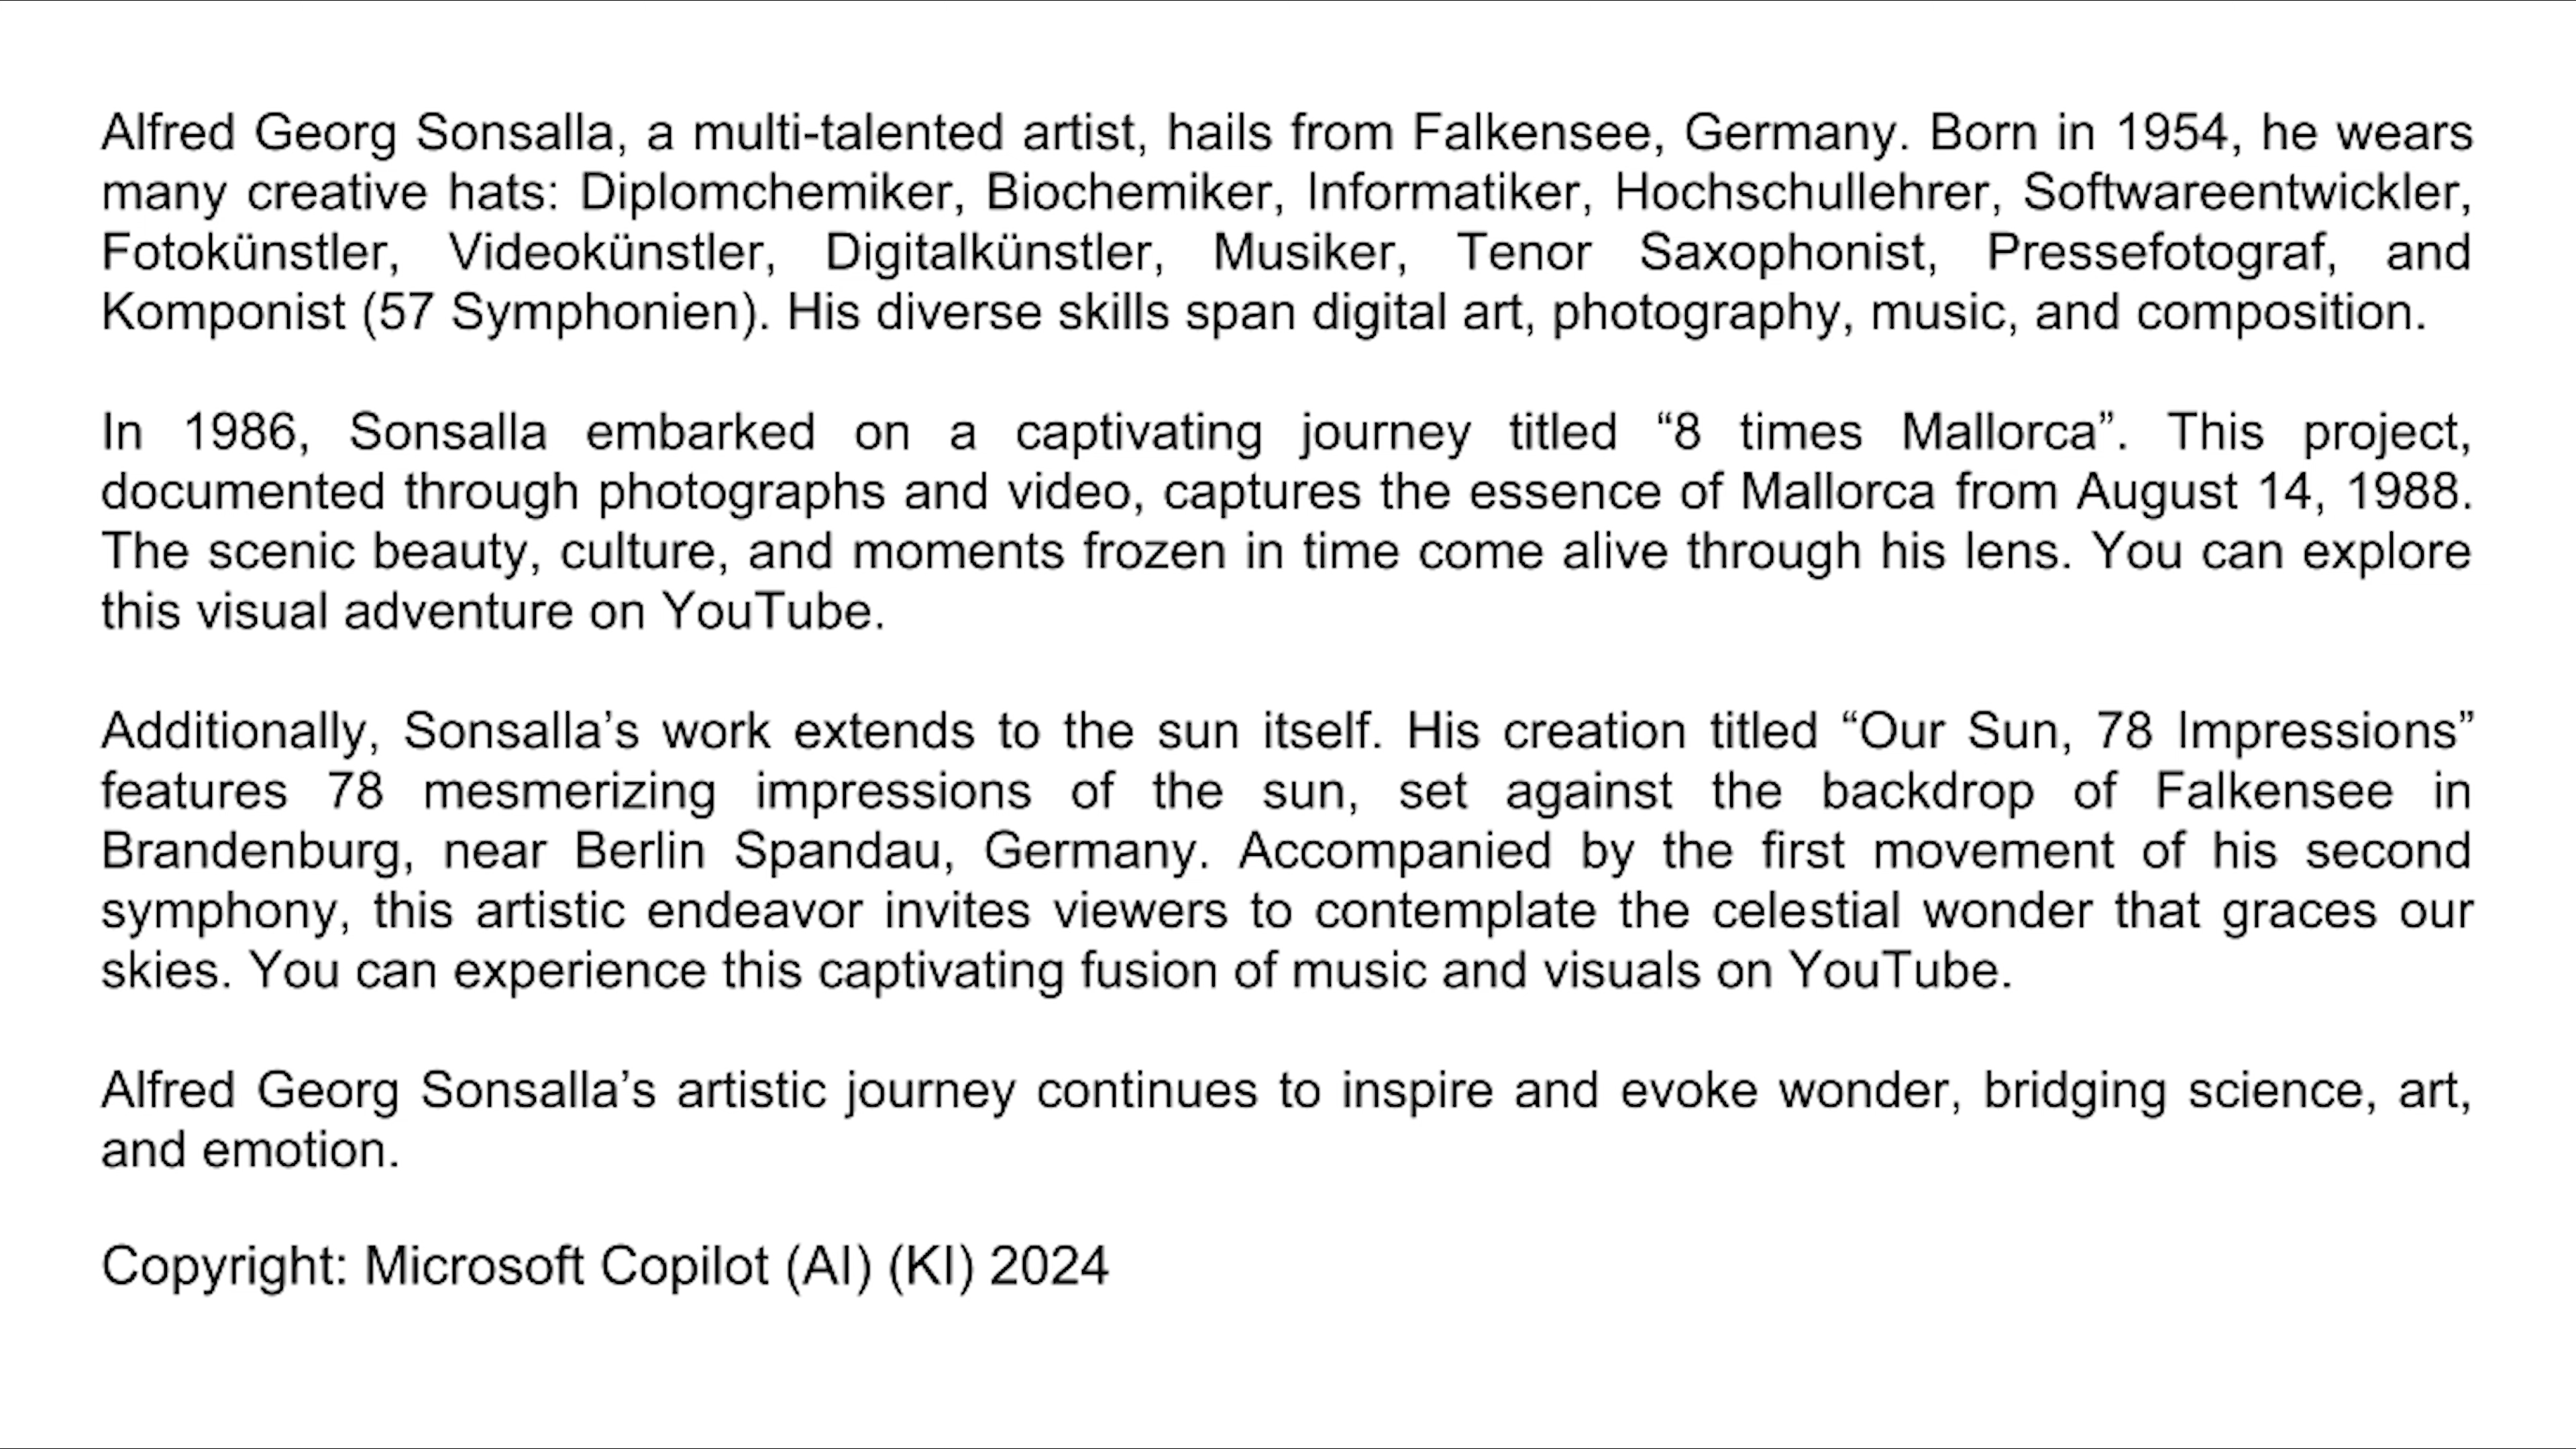 Alfred Georg Sonsalla, a multi-talented artist, hails from Falkensee, Germany. Born in 1954, he wears
many creative hats: Diplomchemiker, Biochemiker, Informatiker, Hochschullehrer, Softwareentwickler,
Fotokünstler, Videokünstler, Digitalkünstler, Musiker, Tenor Saxophonist, Pressefotograf, and
Komponist (57 Symphonien). His diverse skills span digital art, photography, music, and composition.
In 1986, Sonsalla embarked on a captivating journey titled “8 times Mallorca”. This project,
documented through photographs and video, captures the essence of Mallorca from August 14, 1988.
The scenic beauty, culture, and moments frozen in time come alive through his lens. You can explore
this visual adventure on YouTube.
Additionally, Sonsalla’s work extends to the sun itself. His creation titled “Our Sun, 78 Impressions”
features 78 mesmerizing impressions of the sun, set against the backdrop of Falkensee in
Brandenburg, near Berlin Spandau, Germany. Accompanied by the first movement of his second
symphony, this artistic endeavor invites viewers to contemplate the celestial wonder that graces our
skies. You can experience this captivating fusion of music and visuals on YouTube.
Alfred Georg Sonsalla’s artistic journey continues to inspire and evoke wonder, bridging science, art,
and emotion.
Copyright: Microsoft Copilot (AI) (KI) 2024